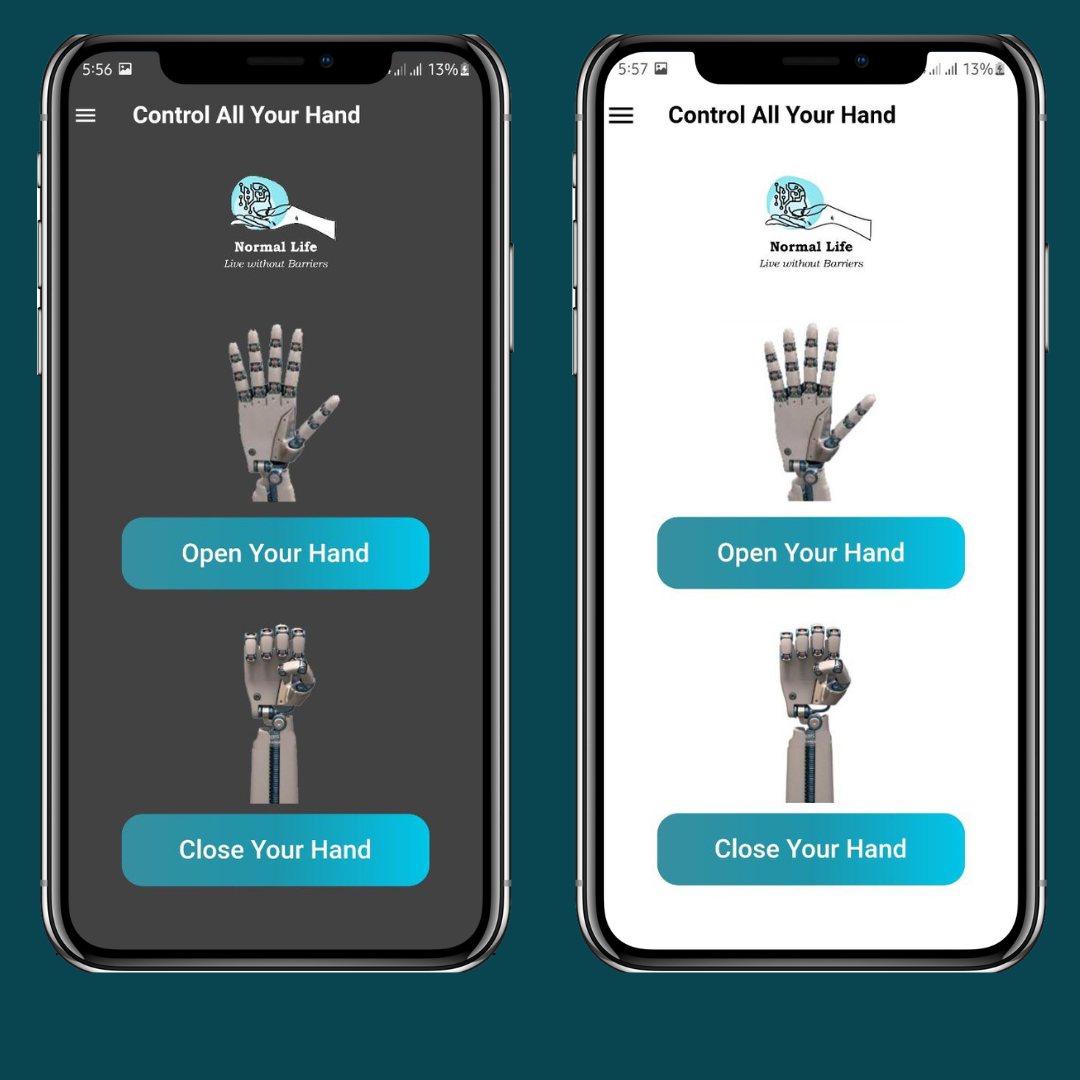 5:56
13%
Control All Your Hand
Normal Life
Live without Barriers
Open Your Hand
Close Your Hand
5:57
13%
Control All Your Hand
Normal Life
Live without Barriers
Open Your Hand
Close Your Hand